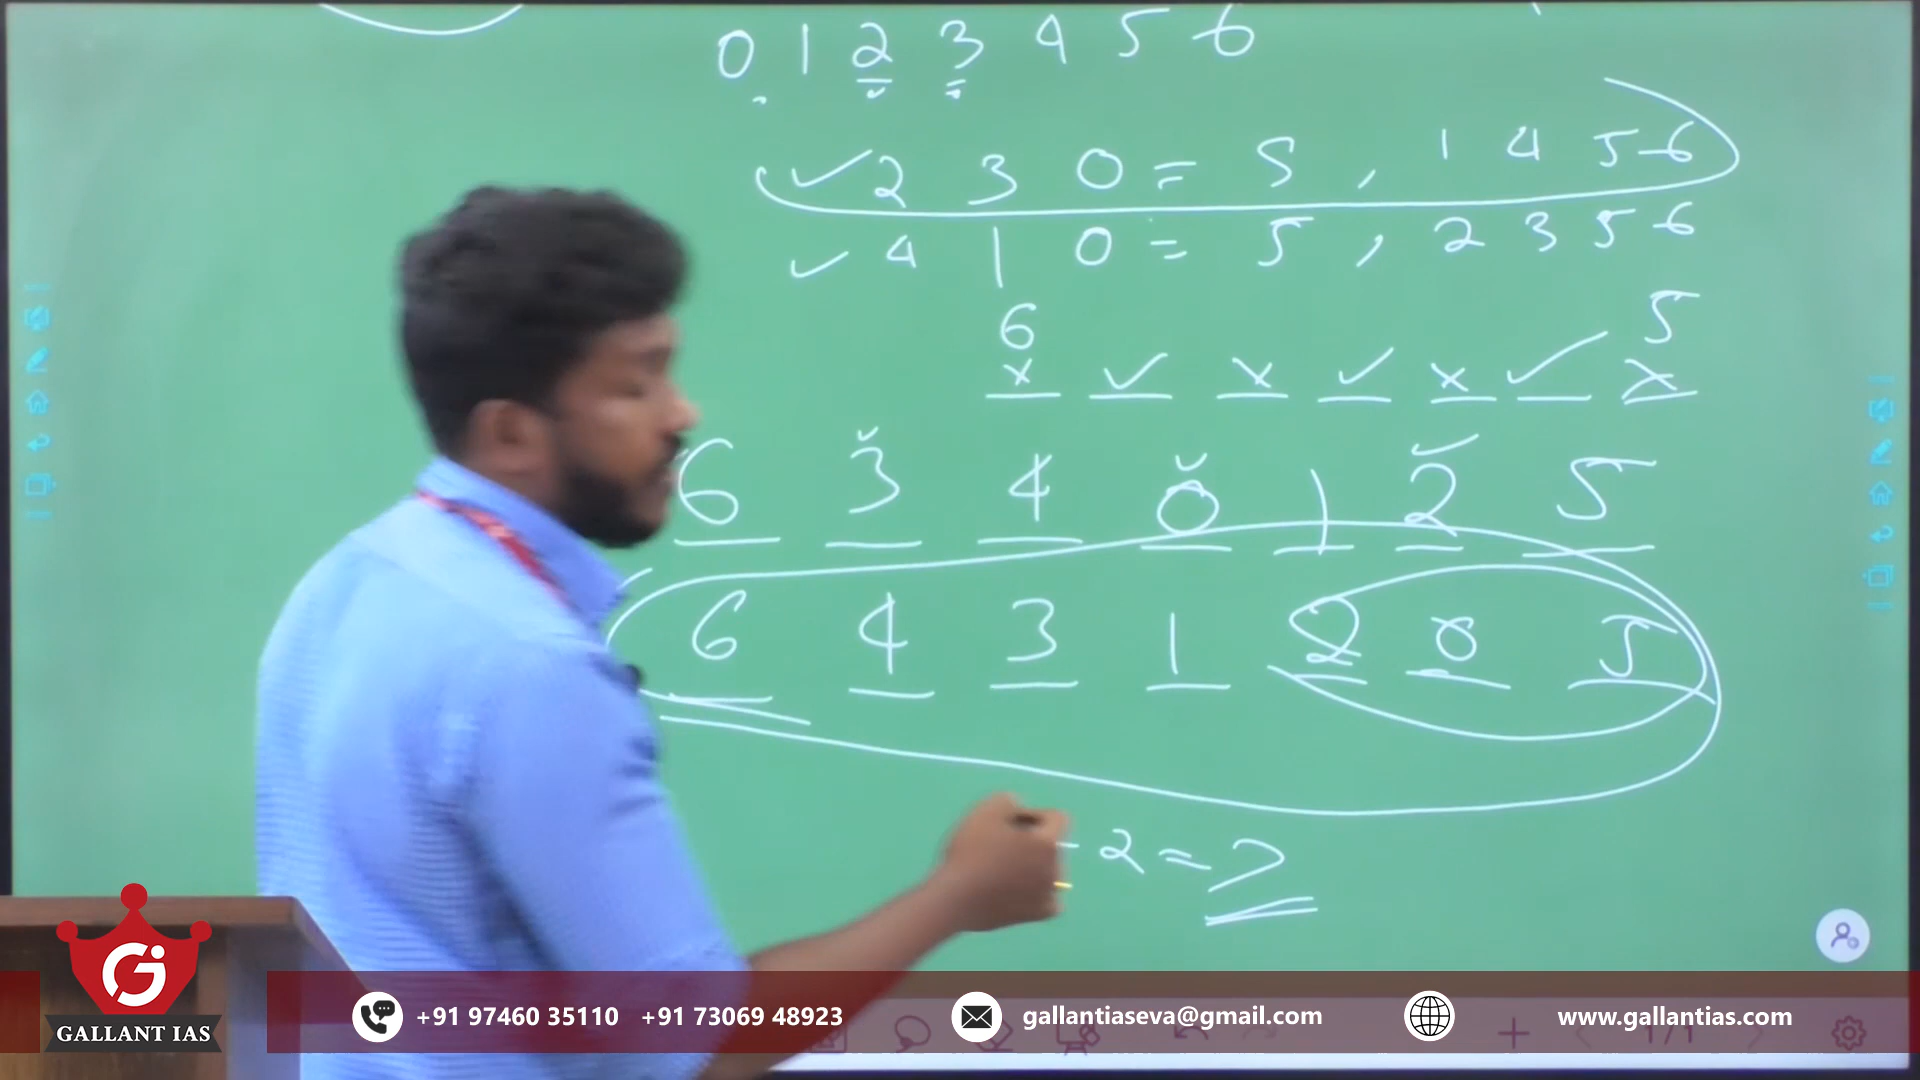 0 1 2 3 4 5 6
✓ 2 3 0 = 5 , 1 4 5 6
✓ 4 1 0 = 5 , 2 3 5 6
6 5
x ✓ x ✓ x ✓ x
6 3 4 0 1 2 5
6 4 3 1 2 0 5
- 2 =
GALLANT IAS
+91 97460 35110 +91 73069 48923
gallantiaseva@gmail.com
www.gallantias.com